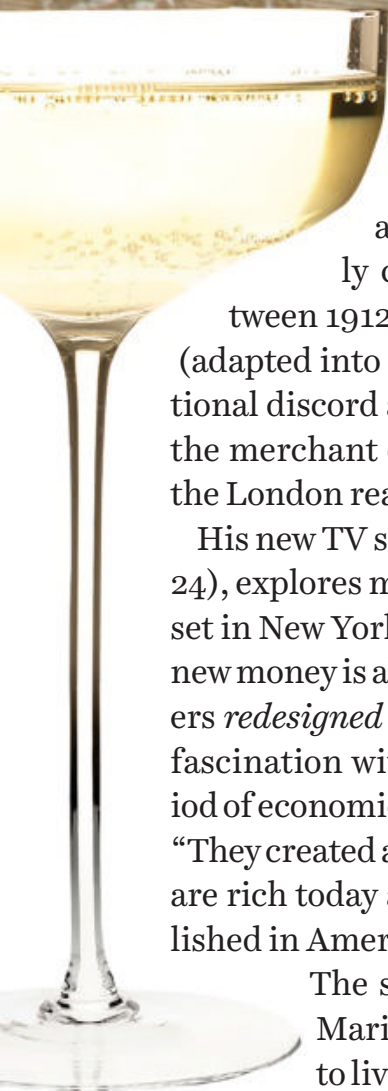 a
ly
tween 1912
(adapted into
tional discord
the merchant
the London rea
His new TV s
24), explores m
set in New York
new money is a
ers redesigned
fascination wit
iod of economi
“They created a
are rich today
lished in Amer
The s
Mari
to liv